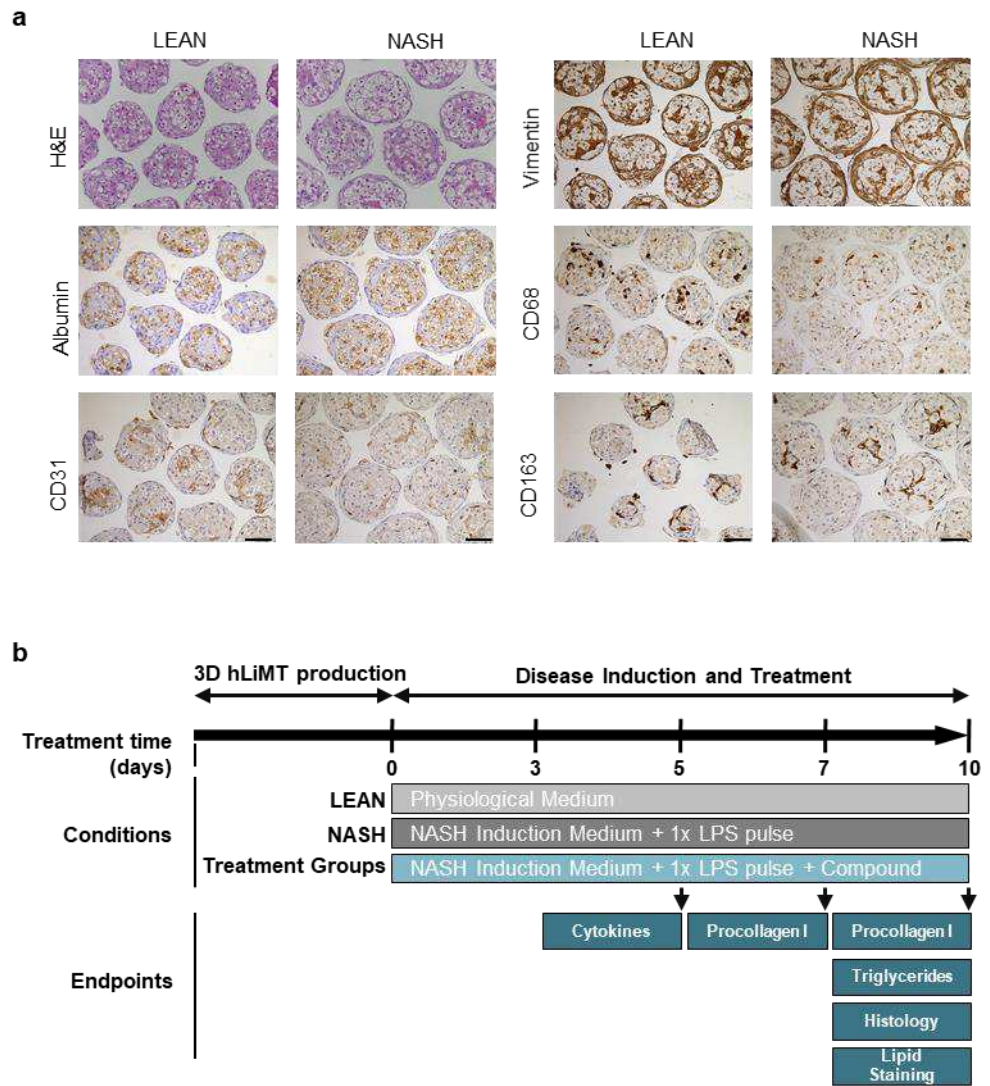 a
LEAN
NASH
LEAN
NASH
H&E
Vimentin
Albumin
CD68
CD31
CD163
b
3D hLiMT production
Disease Induction and Treatment
Treatment time
(days)
0
3
5
7
10
Conditions
LEAN
Physiological Medium
NASH
NASH Induction Medium + 1x LPS pulse
Treatment Groups
NASH Induction Medium + 1x LPS pulse + Compound
Endpoints
Cytokines
Procollagen I
Procollagen I
Triglycerides
Histology
Lipid
Staining